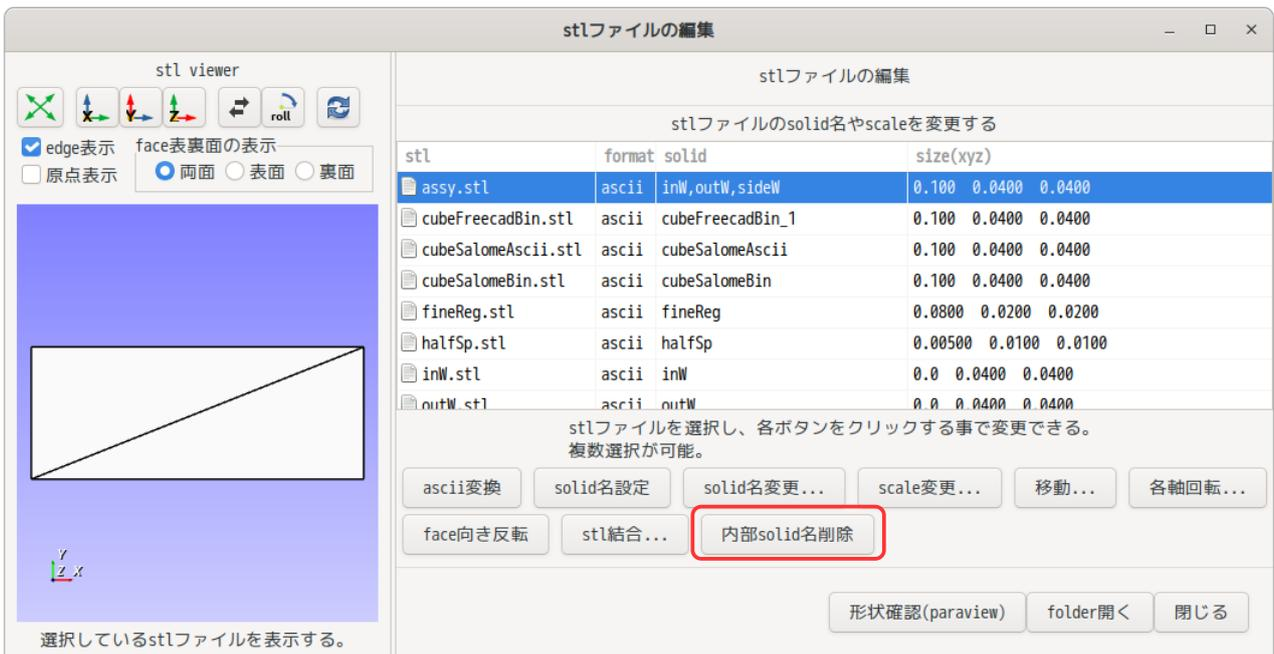 stlファイルの編集
stl viewer
X Y Z roll
edge表示
原点表示
face表裏面の表示
両面 表面 裏面
Y
Z X
選択しているstlファイルを表示する。
stlファイルの編集
stlファイルのsolid名やscaleを変更する
stl format solid size(xyz)
assy.stl ascii inW,outW,sideW 0.100 0.0400 0.0400
cubeFreecadBin.stl ascii cubeFreecadBin_1 0.100 0.0400 0.0400
cubeSalomeAscii.stl ascii cubeSalomeAscii 0.100 0.0400 0.0400
cubeSalomeBin.stl ascii cubeSalomeBin 0.100 0.0400 0.0400
fineReg.stl ascii fineReg 0.0800 0.0200 0.0200
halfSp.stl ascii halfSp 0.00500 0.0100 0.0100
inW.stl ascii inW 0.0 0.0400 0.0400
outW.stl ascii outW 0.0 0.0400 0.0400
stlファイルを選択し、各ボタンをクリックする事で変更できる。
複数選択が可能。
ascii変換 solid名設定 solid名変更... scale変更... 移動... 各軸回転...
face向き反転 stl結合... 内部solid名削除
形状確認(paraview) folder開く 閉じる